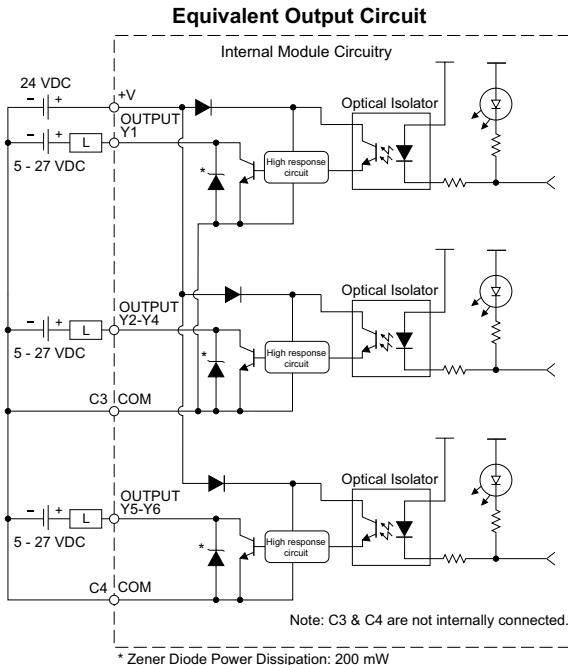 Equivalent Output Circuit
Internal Module Circuitry
24 VDC
− + +V
Optical Isolator
OUTPUT
Y1
− + L
5 - 27 VDC
High response
circuit
*
Optical Isolator
OUTPUT
Y2-Y4
− + L
5 - 27 VDC
High response
circuit
*
C3 COM
Optical Isolator
OUTPUT
Y5-Y6
− + L
5 - 27 VDC
High response
circuit
*
C4 COM
Note: C3 & C4 are not internally connected.
* Zener Diode Power Dissipation: 200 mW